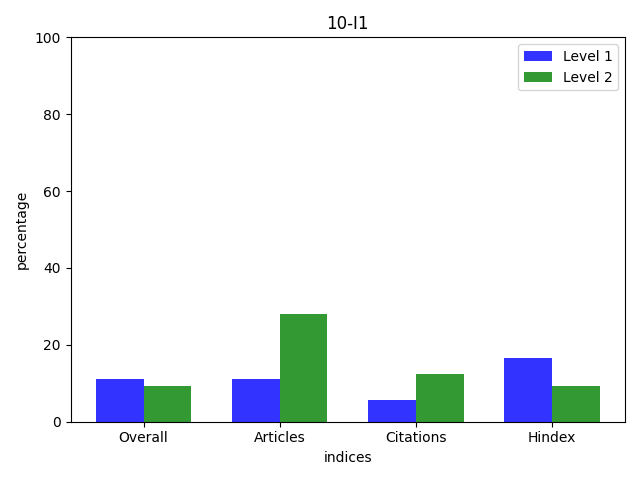 10-I1
100
80
60
40
20
0
percentage
Level 1
Level 2
Overall
Articles
Citations
Hindex
indices